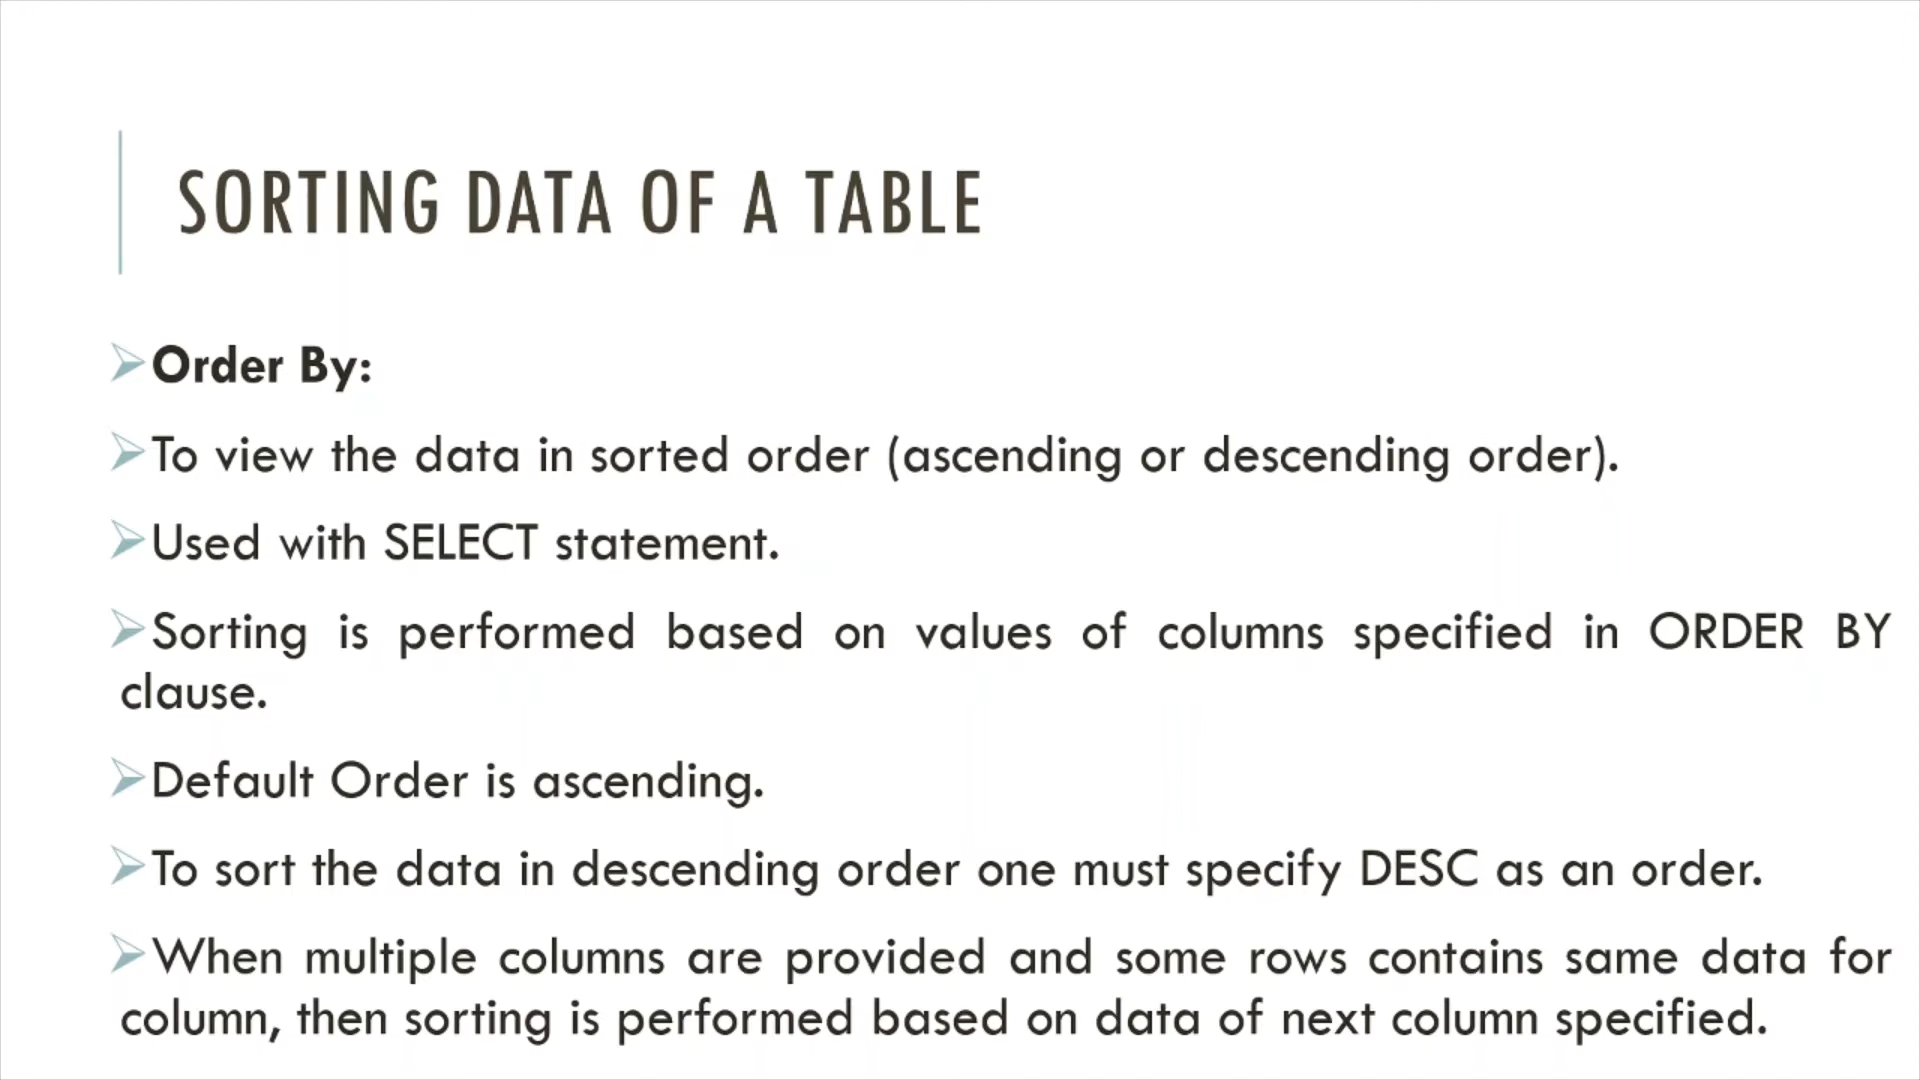 SORTING DATA OF A TABLE
Order By:
To view the data in sorted order (ascending or descending order).
Used with SELECT statement.
Sorting is performed based on values of columns specified in ORDER BY
clause.
Default Order is ascending.
To sort the data in descending order one must specify DESC as an order.
When multiple columns are provided and some rows contains same data for
column, then sorting is performed based on data of next column specified.